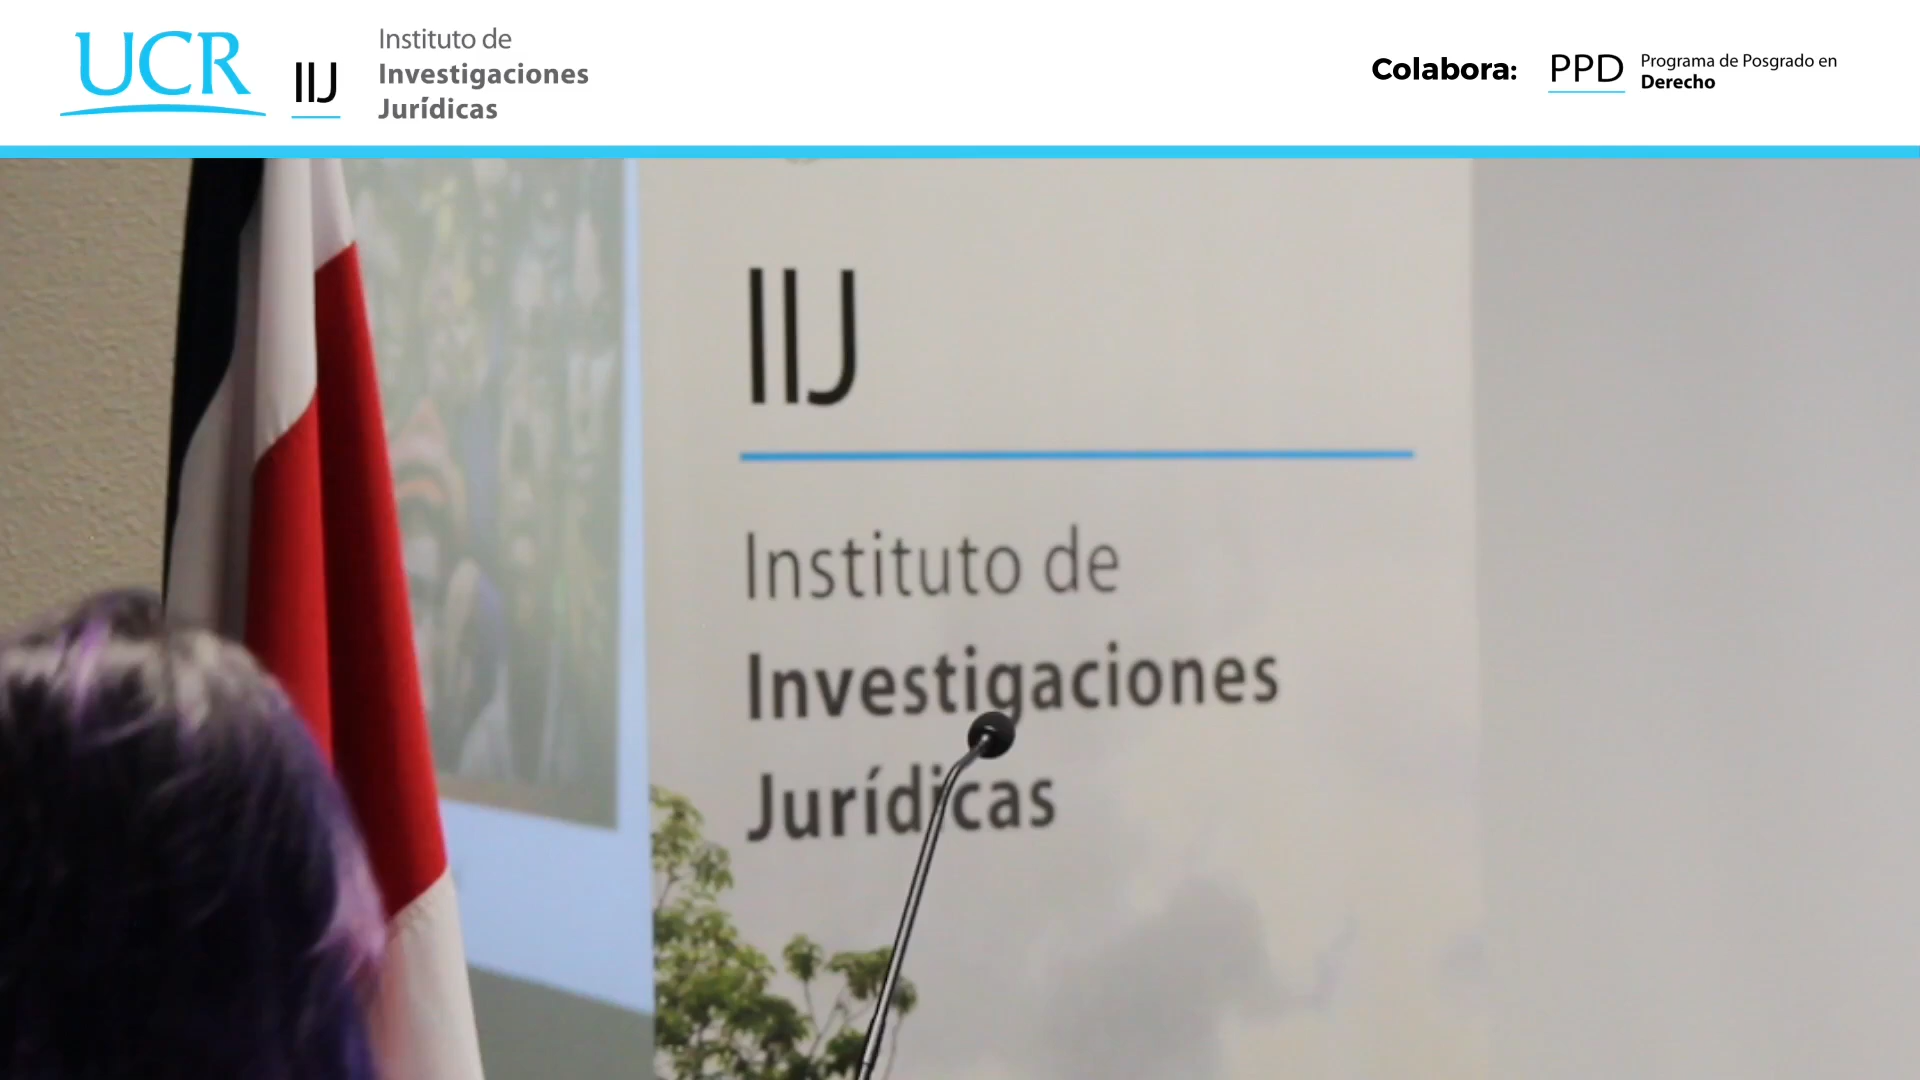 UCR
IIJ
Instituto de
Investigaciones
Jurídicas
Colabora:
PPD
Programa de Posgrado en
Derecho
IIJ
Instituto de
Investigaciones
Jurídicas